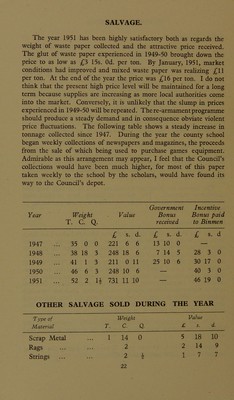 SALVAGE.
The year 1951 has been highly satisfactory both as regards the
weight of waste paper collected and the attractive price received.
The glut of waste paper experienced in 1949-50 brought down the
price to as low as £3 15s. 0d. per ton. By January, 1951, market
conditions had improved and mixed waste paper was realizing £11
per ton. At the end of the year the price was £16 per ton. I do not
think that the present high price level will be maintained for a long
term because supplies are increasing as more local authorities come
into the market. Conversely, it is unlikely that the slump in prices
experienced in 1949-50 will be repeated. The re-armament programme
should produce a steady demand and in consequence obviate violent
price fluctuations. The following table shows a steady increase in
tonnage collected since 1947. During the year the county school
began weekly collections of newspapers and magazines, the proceeds
from the sale of which being used to purchase games equipment.
Admirable as this arrangement may appear, I feel that the Council's
collections would have been much higher, for most of this paper
taken weekly to the school by the scholars, would have found its
way to the Council's depot.
Government Incentive
Year Weight Value Bonus Bonus paid
T. C. Q. received to Binmen
£ s. d. £ s. d. £ s. d.
1947 ... 35 0 0 221 6 6 13 10 0 —
1948 ... 38 18 3 248 18 6 7 14 5 28 3 0
1949 ... 41 1 3 211 0 11 25 10 6 30 17 0
1950 ... 46 6 3 248 10 6 — 40 3 0
1951 ... 52 2 1½ 731 11 10 — 46 19 0
OTHER SALVAGE SOLD DURING THE YEAR
Type of Weight Value
Material T. C. Q. £ s. d.
Scrap Metal ... 1 14 0 5 18 10
Rags ... ... 2 2 14 9
Strings ... ... 2 ½ 1 7 7
22